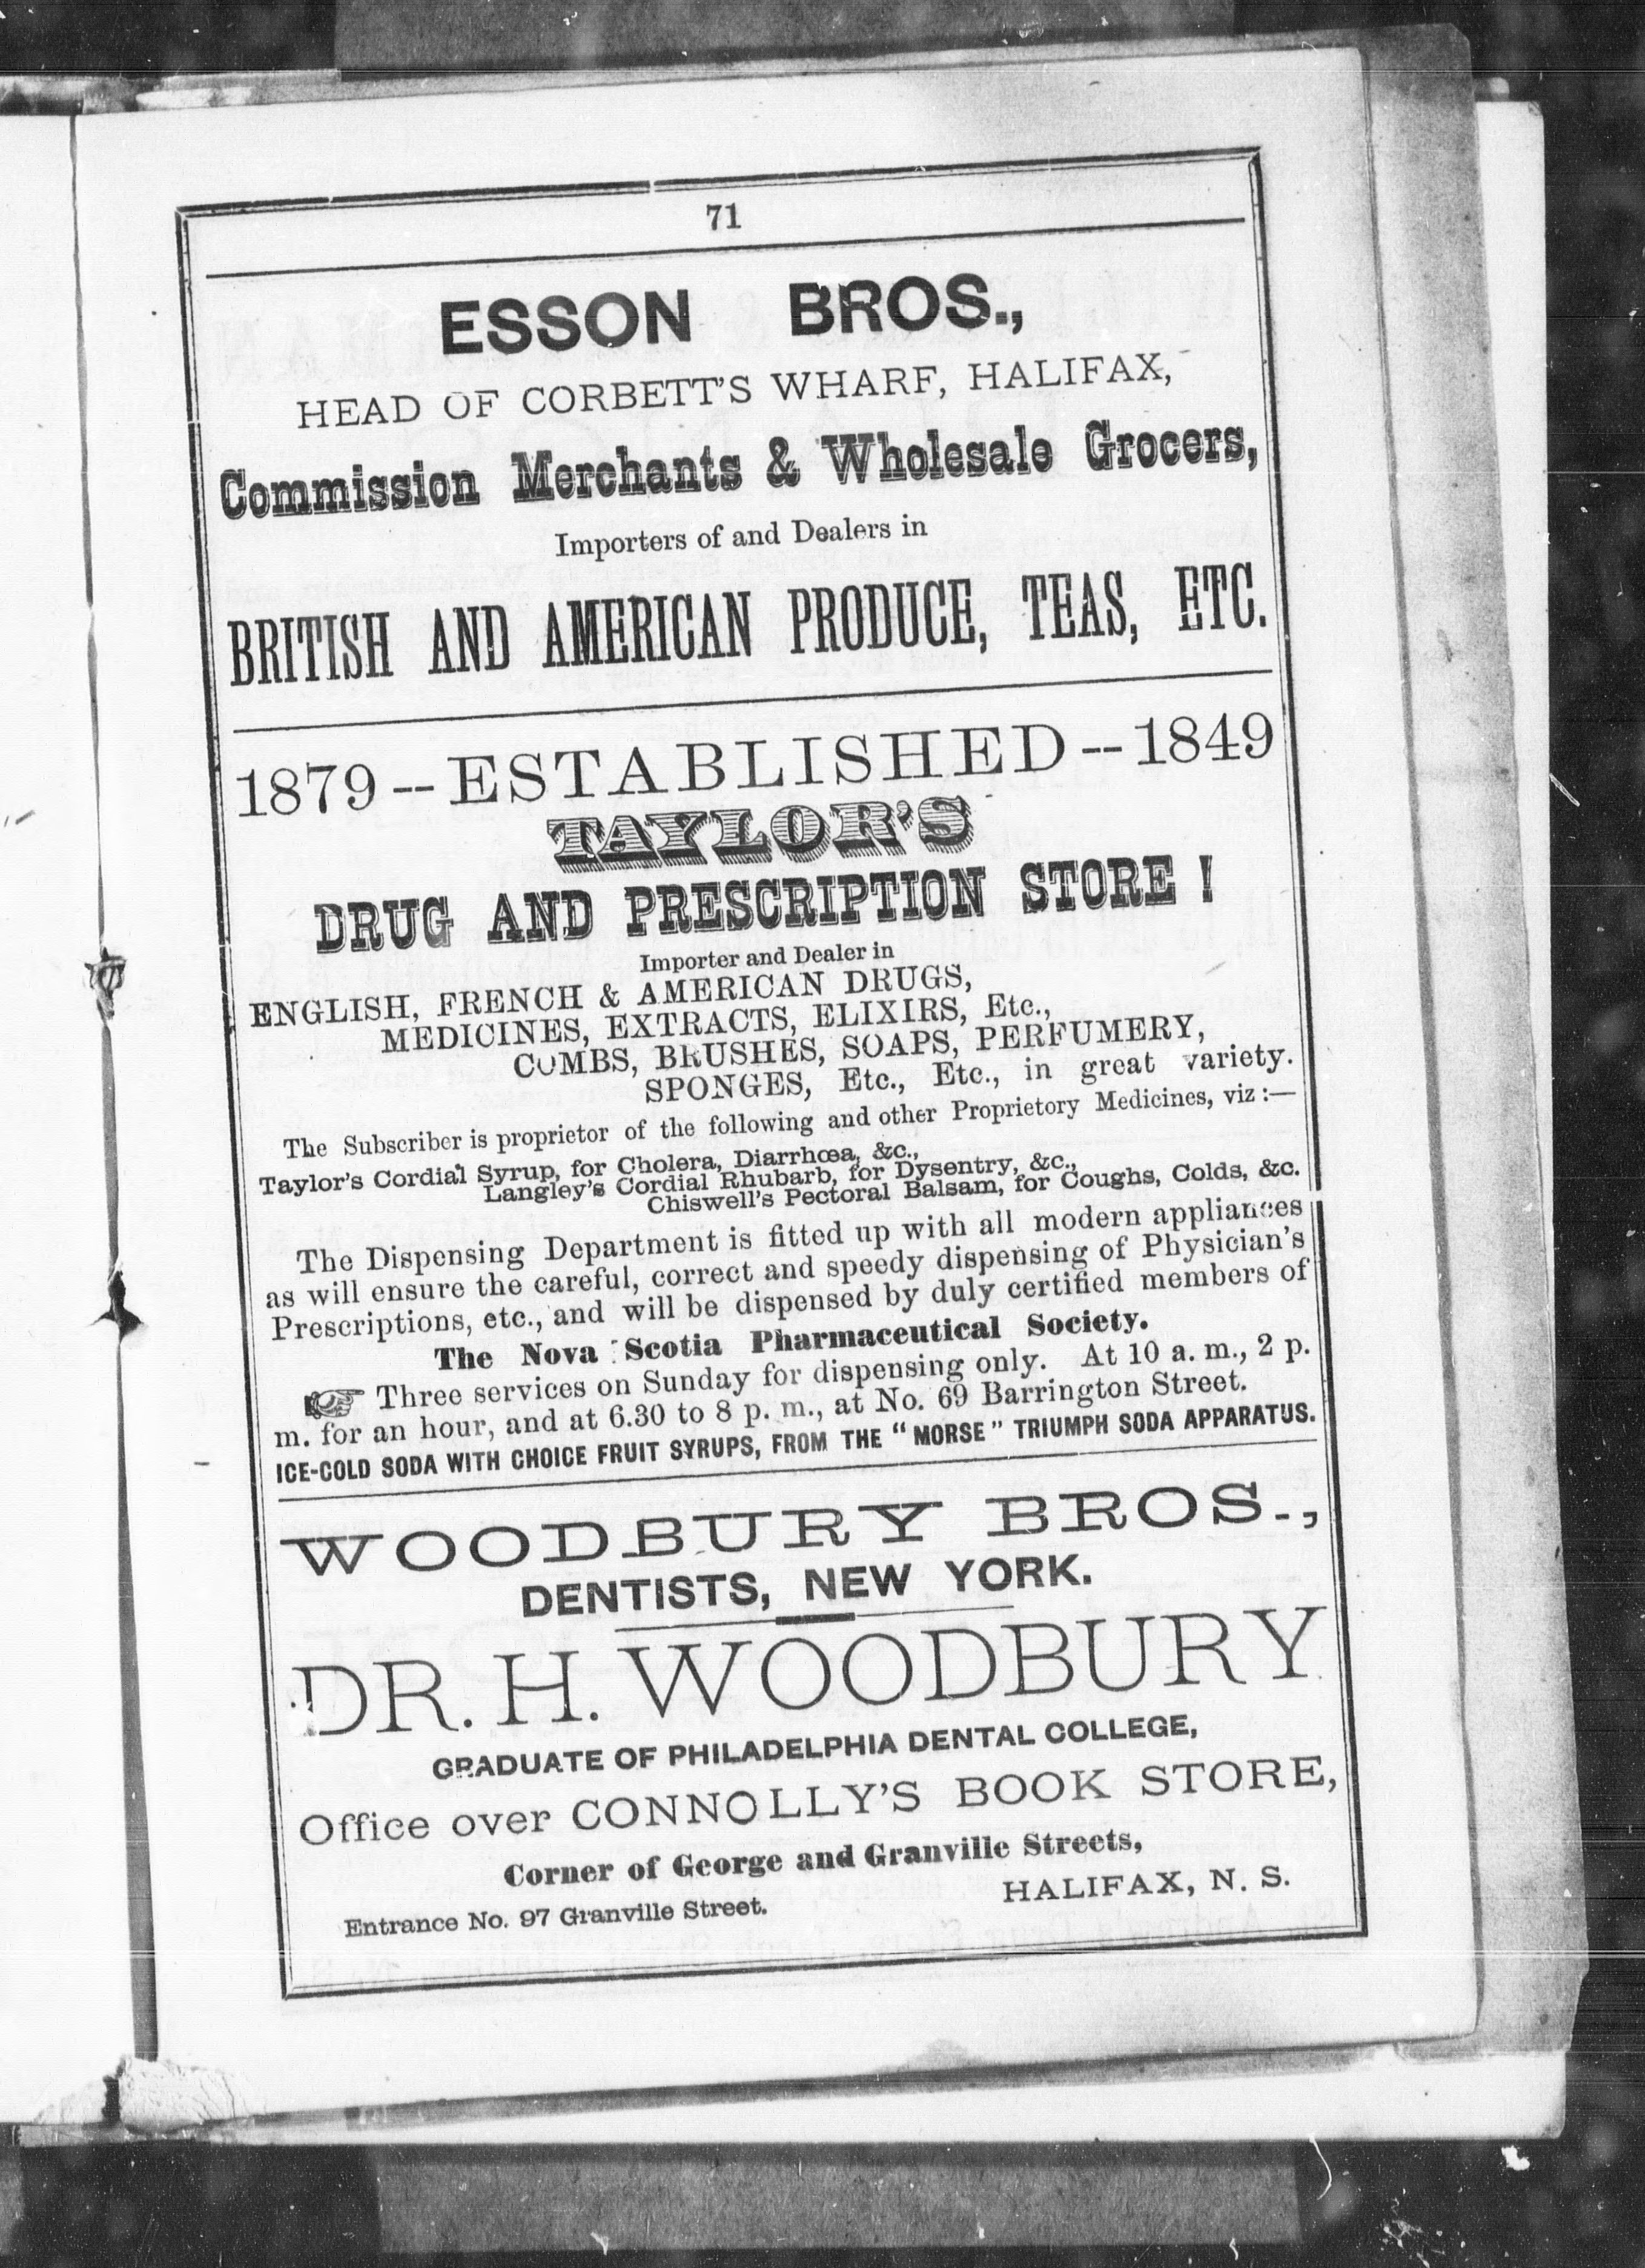 71
ESSON BROS.,
HEAD OF CORBETT'S WHARF, HALIFAX,
Commission Merchants & Wholesale Grocers,
Importers of and Dealers in
BRITISH AND AMERICAN PRODUCE, TEAS, ETC.
1879--ESTABLISHED--1849
TAYLOR'S
DRUG AND PRESCRIPTION STORE!
Importer and Dealer in
ENGLISH, FRENCH & AMERICAN DRUGS,
MEDICINES, EXTRACTS, ELIXIRS, Etc.,
COMBS, BRUSHES, SOAPS, PERFUMERY,
SPONGES, Etc., Etc., in great variety.
The Subscriber is proprietor of the following and other Proprietory Medicines, viz:—
Taylor's Cordial Syrup, for Cholera, Diarrhœa, &c.,
Langley's Cordial Rhubarb, for Dysentry, &c.,
Chiswell's Pectoral Balsam, for Coughs, Colds, &c.
The Dispensing Department is fitted up with all modern appliances
as will ensure the careful, correct and speedy dispensing of Physician's
Prescriptions, etc., and will be dispensed by duly certified members of
The Nova Scotia Pharmaceutical Society.
☞ Three services on Sunday for dispensing only. At 10 a. m., 2 p.
m. for an hour, and at 6.30 to 8 p. m., at No. 69 Barrington Street.
ICE-COLD SODA WITH CHOICE FRUIT SYRUPS, FROM THE "MORSE" TRIUMPH SODA APPARATUS.
WOODBURY BROS.,
DENTISTS, NEW YORK.
DR. H. WOODBURY
GRADUATE OF PHILADELPHIA DENTAL COLLEGE,
Office over CONNOLLY'S BOOK STORE,
Corner of George and Granville Streets,
HALIFAX, N. S.
Entrance No. 97 Granville Street.